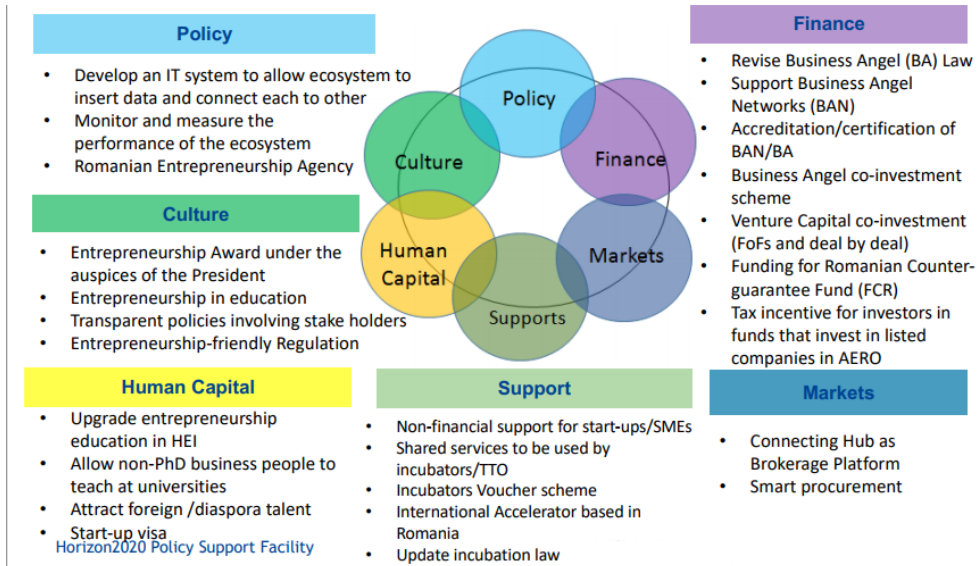 Policy
• Develop an IT system to allow ecosystem to
insert data and connect each to other
• Monitor and measure the
performance of the ecosystem
• Romanian Entrepreneurship Agency
Culture
• Entrepreneurship Award under the
auspices of the President
• Entrepreneurship in education
• Transparent policies involving stake holders
• Entrepreneurship-friendly Regulation
Policy
Culture
Finance
Human
Capital
Markets
Supports
Finance
• Revise Business Angel (BA) Law
• Support Business Angel
Networks (BAN)
• Accreditation/certification of
BAN/BA
• Business Angel co-investment
scheme
• Venture Capital co-investment
(FoFs and deal by deal)
• Funding for Romanian Counter-
guarantee Fund (FCR)
• Tax incentive for investors in
funds that invest in listed
companies in AERO
Human Capital
• Upgrade entrepreneurship
education in HEI
• Allow non-PhD business people to
teach at universities
• Attract foreign /diaspora talent
• Start-up visa
Horizon2020 Policy Support Facility
Support
• Non-financial support for start-ups/SMEs
• Shared services to be used by
incubators/TTO
• Incubators Voucher scheme
• International Accelerator based in
Romania
• Update incubation law
Markets
• Connecting Hub as
Brokerage Platform
• Smart procurement